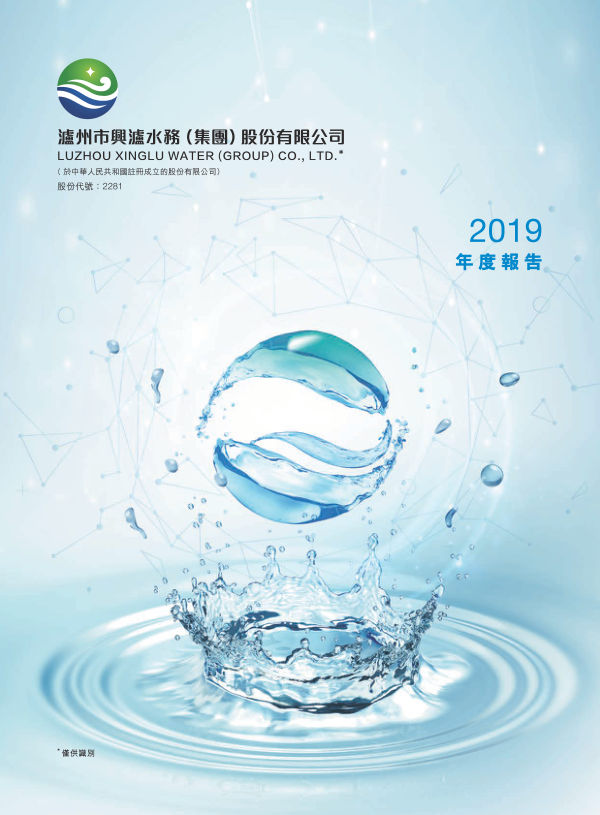 瀘州市興瀘水務（集團）股份有限公司
LUZHOU XINGLU WATER (GROUP) CO., LTD.*
（於中華人民共和國註冊成立的股份有限公司）
股份代號：2281
2019
年度報告
*僅供識別